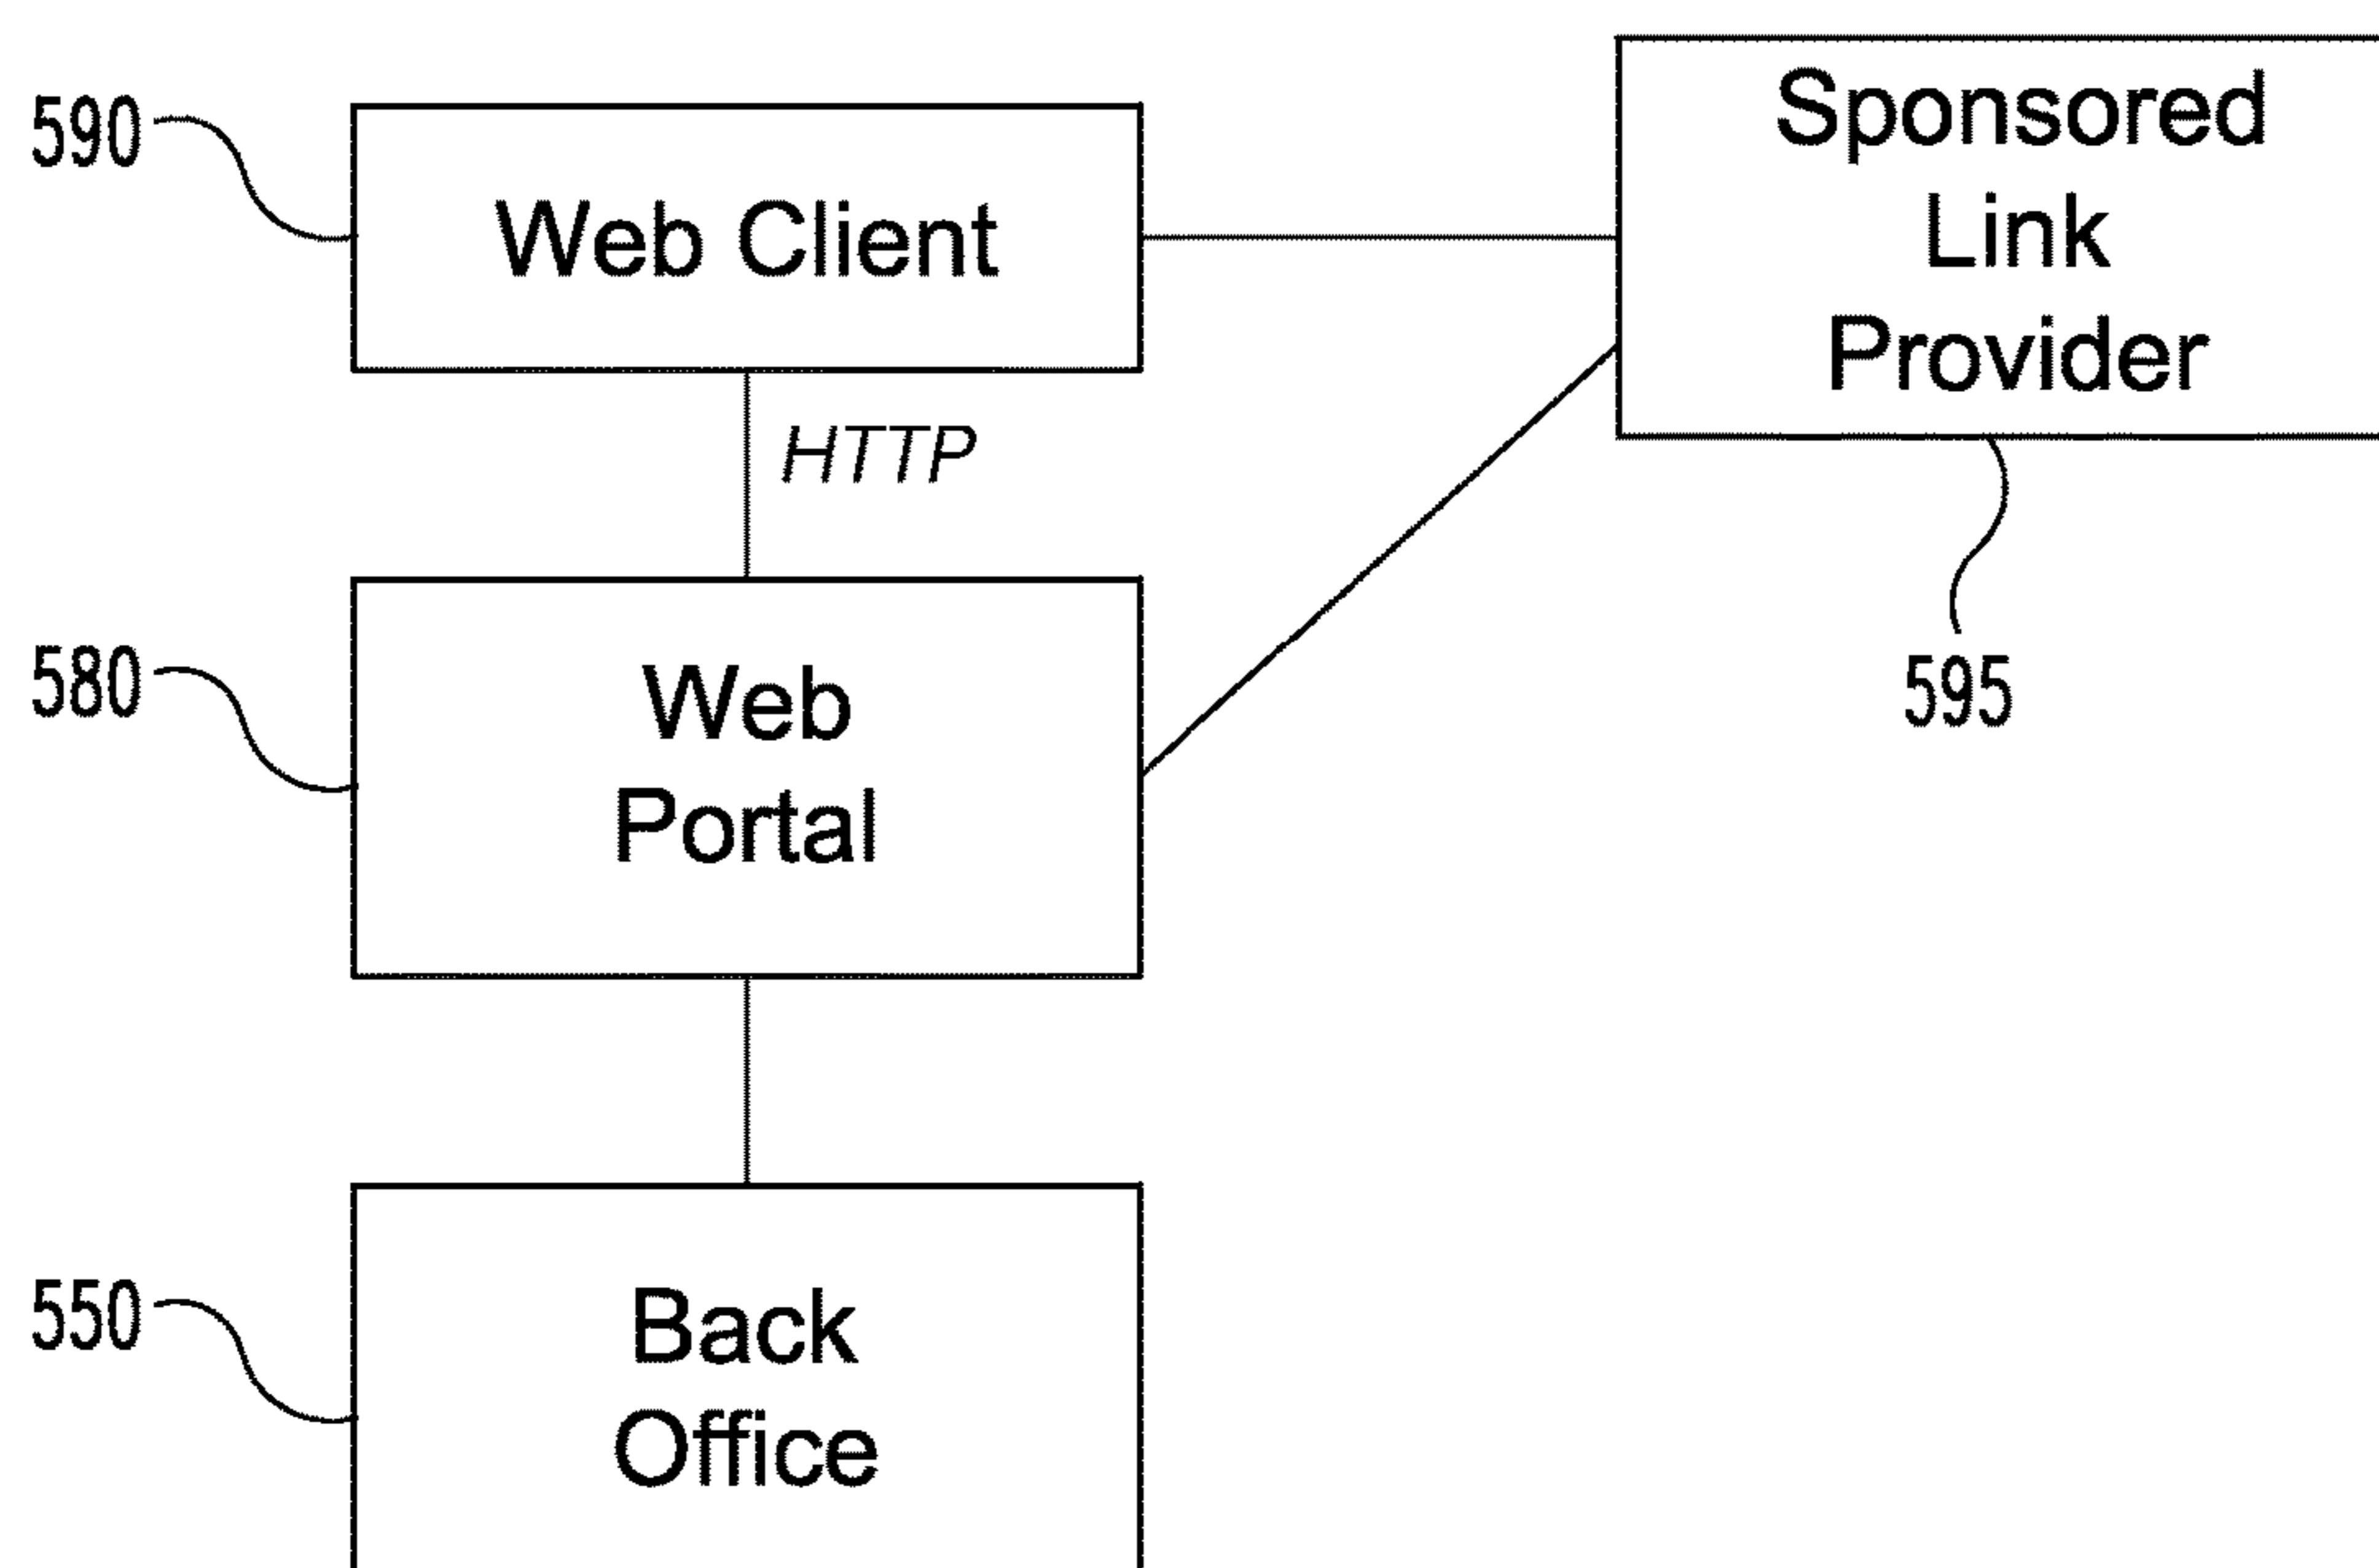 590
Web Client
Sponsored
Link
Provider
HTTP
580
Web
Portal
595
550
Back
Office